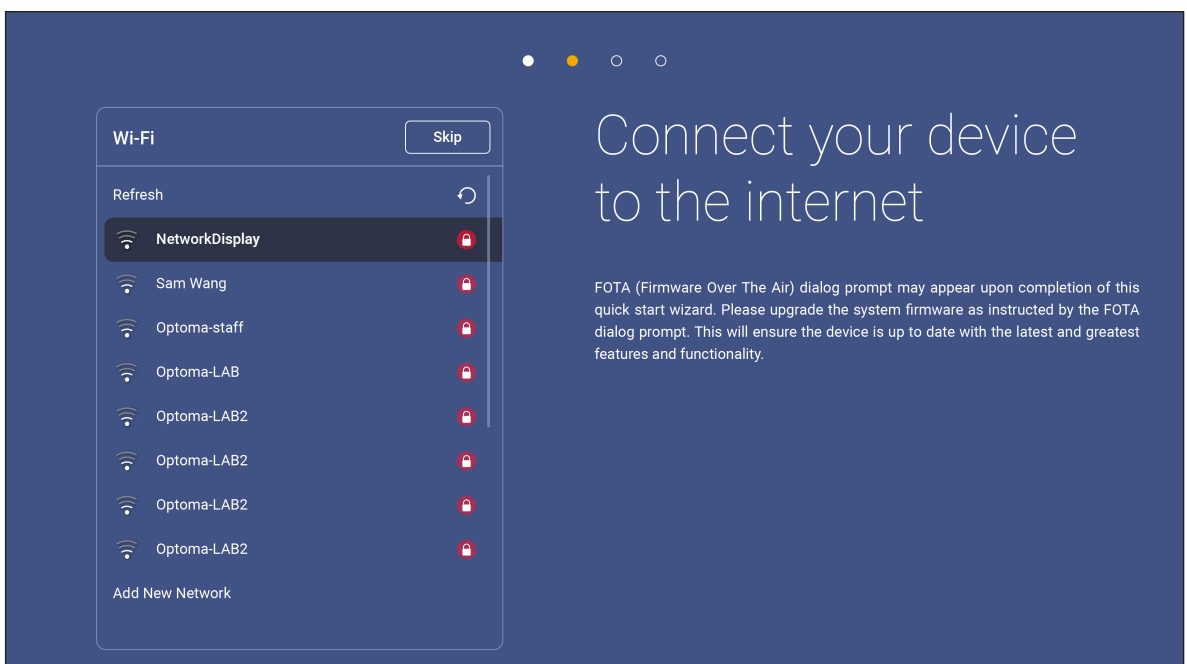 Wi-Fi
Skip
Refresh
NetworkDisplay
Sam Wang
Optoma-staff
Optoma-LAB
Optoma-LAB2
Optoma-LAB2
Optoma-LAB2
Optoma-LAB2
Add New Network
Connect your device
to the internet
FOTA (Firmware Over The Air) dialog prompt may appear upon completion of this
quick start wizard. Please upgrade the system firmware as instructed by the FOTA
dialog prompt. This will ensure the device is up to date with the latest and greatest
features and functionality.